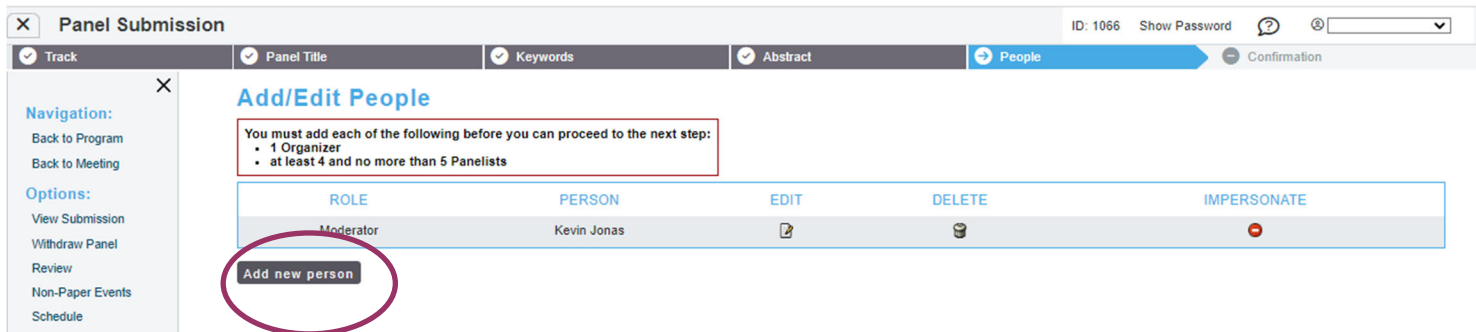 Panel Submission
ID: 1066 Show Password
Track Panel Title Keywords Abstract People Confirmation
Navigation:
Back to Program
Back to Meeting
Options:
View Submission
Withdraw Panel
Review
Non-Paper Events
Schedule
Add/Edit People
You must add each of the following before you can proceed to the next step:
• 1 Organizer
• at least 4 and no more than 5 Panelists
ROLE PERSON EDIT DELETE IMPERSONATE
Moderator Kevin Jonas
Add new person